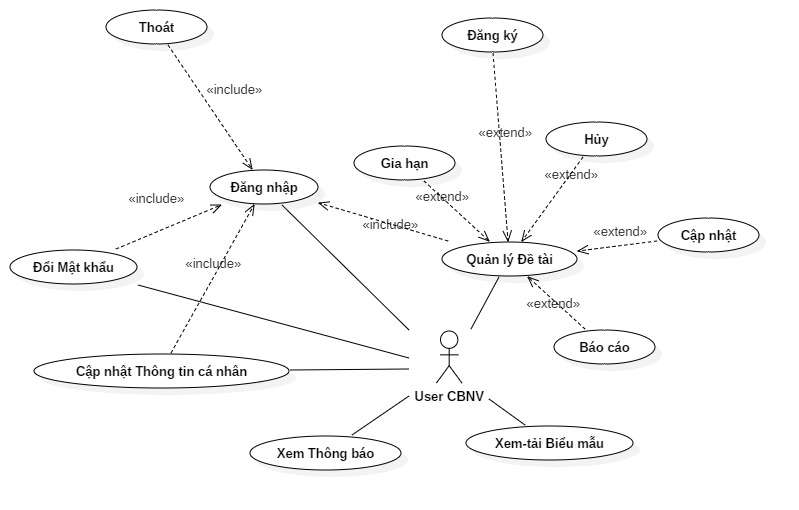 Thoát
Đăng ký
«include»
«extend»
Hủy
Gia hạn
«extend»
Đăng nhập
«include»
«extend»
«include»
«extend»
Cập nhật
Quản lý Đề tài
Đổi Mật khẩu
«include»
«extend»
Báo cáo
Cập nhật Thông tin cá nhân
User CBNV
Xem Thông báo
Xem-tải Biểu mẫu